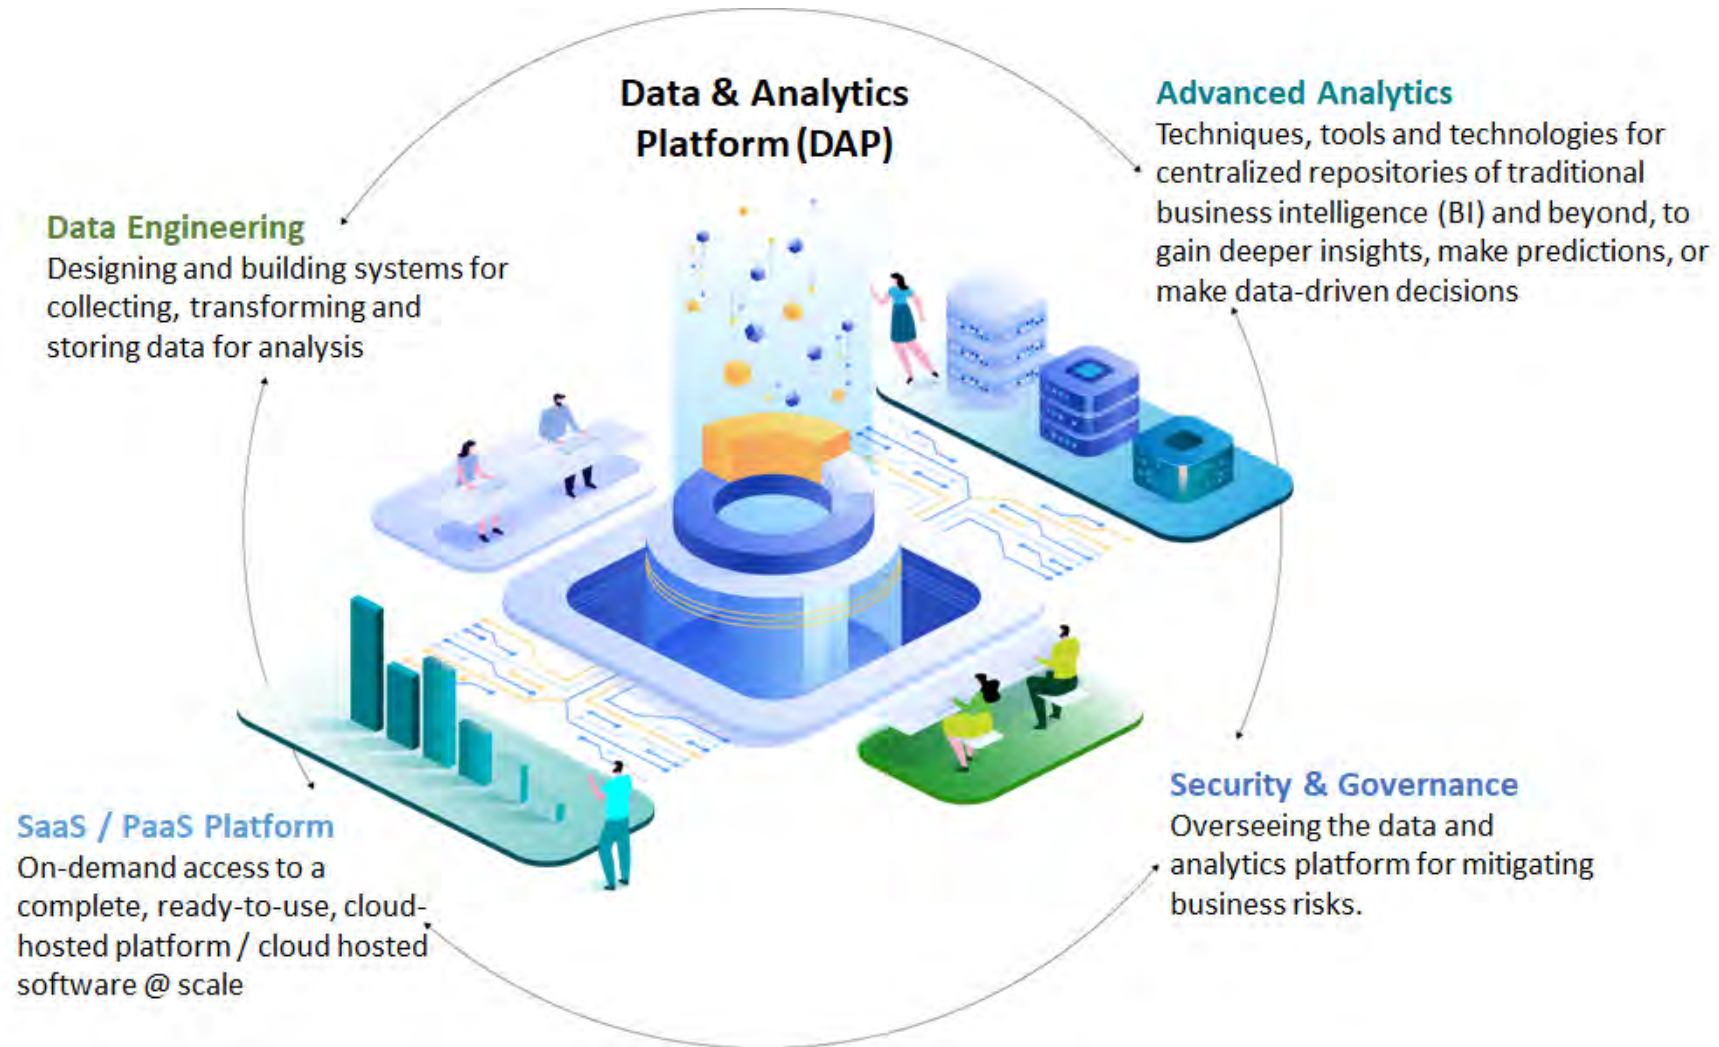 Data & Analytics
Platform (DAP)
Advanced Analytics
Techniques, tools and technologies for
centralized repositories of traditional
business intelligence (BI) and beyond, to
gain deeper insights, make predictions, or
make data-driven decisions
Data Engineering
Designing and building systems for
collecting, transforming and
storing data for analysis
SaaS / PaaS Platform
On-demand access to a
complete, ready-to-use, cloud-
hosted platform / cloud hosted
software @ scale
Security & Governance
Overseeing the data and
analytics platform for mitigating
business risks.